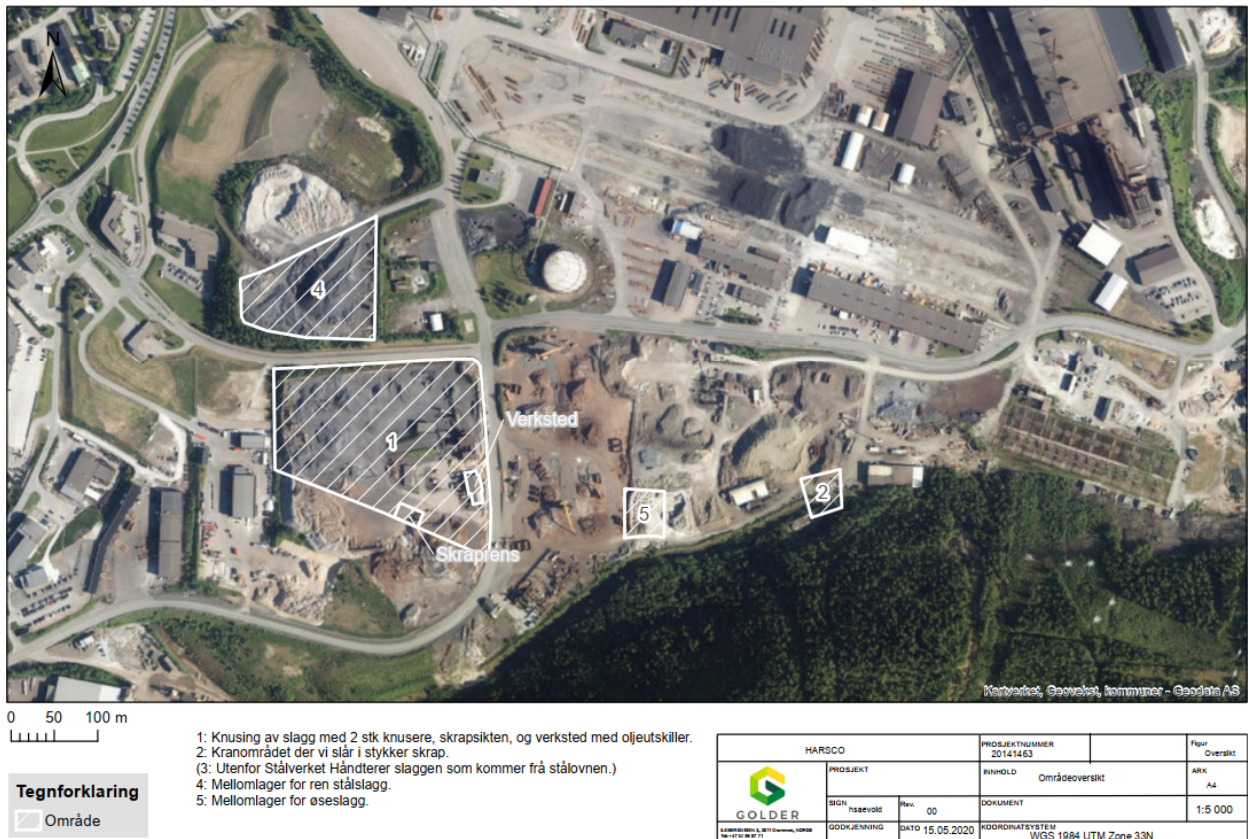 N
4
1
Verksted
Skraprens
5
2
Kartverket, Geovekst, kommuner - Geodata AS
0 50 100 m
1: Knusing av slagg med 2 stk knusere, skrapsikten, og verksted med oljeutskiller.
2: Kranområdet der vi slår i stykker skrap.
(3: Utenfor Stålverket Håndterer slaggen som kommer frå stålovnen.)
4: Mellomlager for ren stålslagg.
5: Mellomlager for øseslagg.
Tegnforklaring
Område
HARSCO
PROSJEKTNUMMER
20141463
Figur
Oversikt
GOLDER
PROSJEKT
INNHOLD
Områdeoversikt
ARK
A4
SIGN
hsaevold
Rev.
00
DOKUMENT
1:5 000
GODKJENNING
DATO 15.05.2020
KOORDINATSYSTEM
WGS 1984 UTM Zone 33N